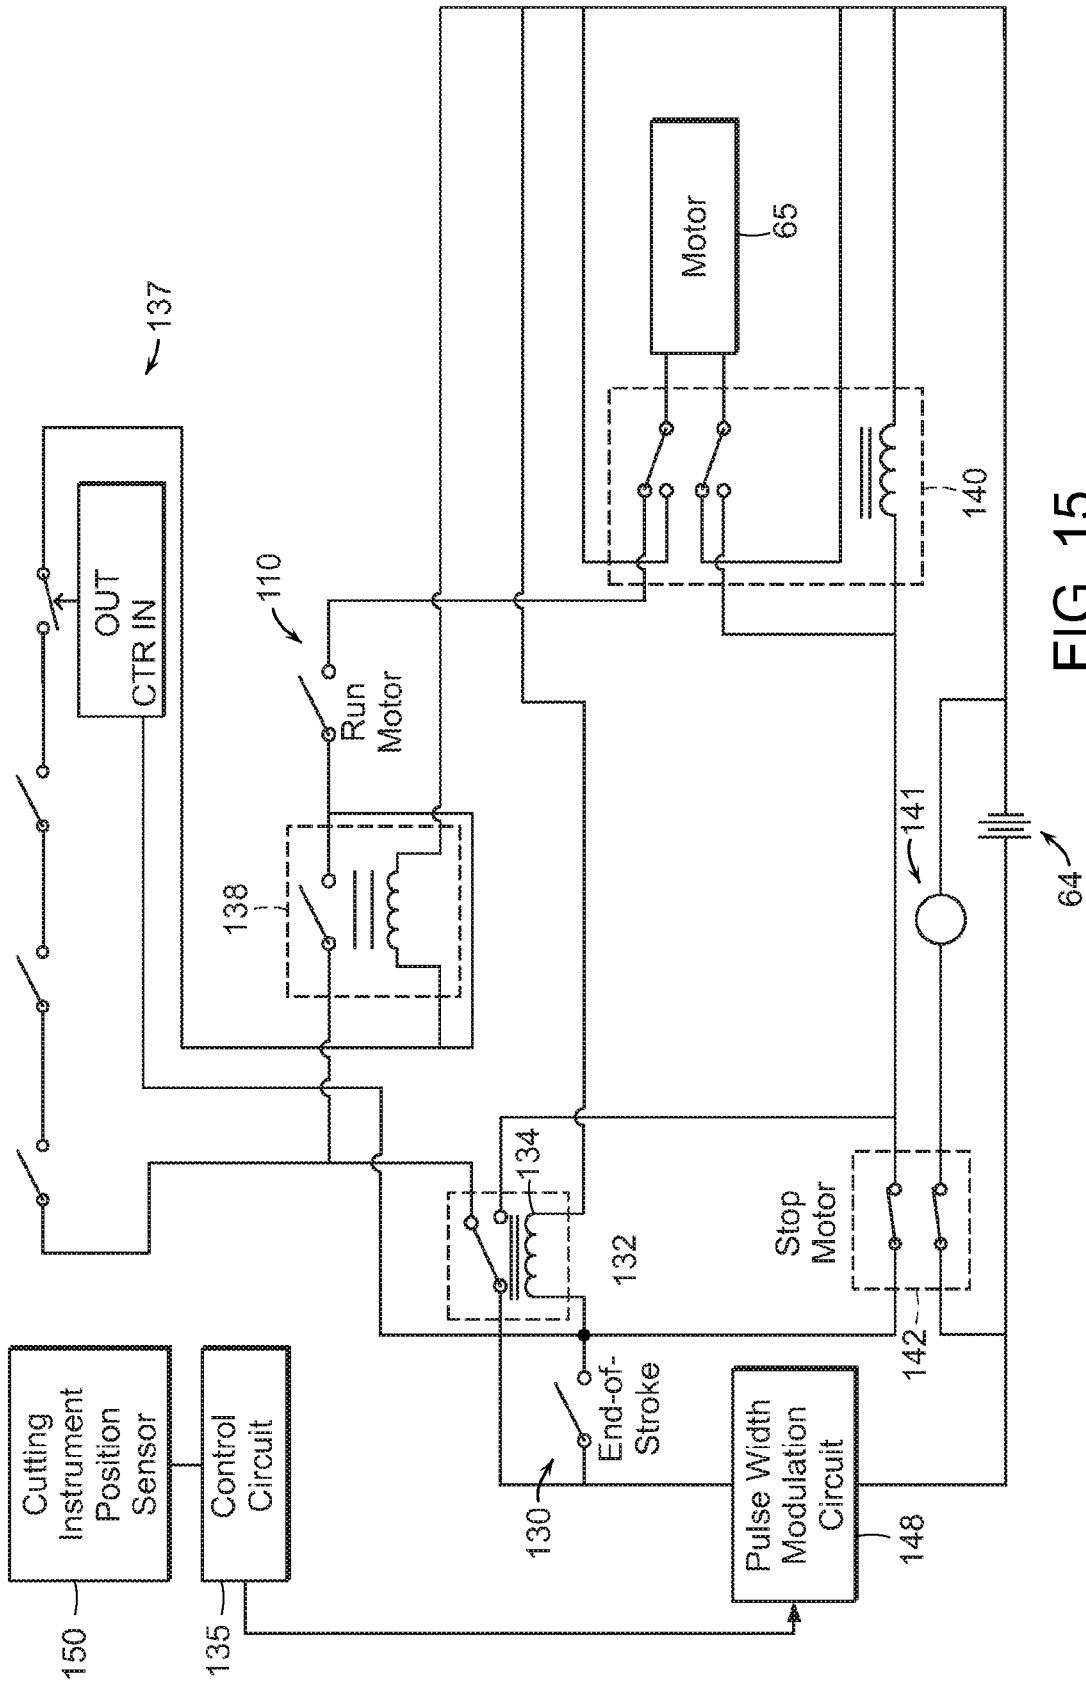 137
OUT
CTR IN
110
Run
Motor
138
Motor
65
140
Cutting
Instrument
Position
Sensor
150
Control
Circuit
135
134
132
130
End-of-
Stroke
Stop
Motor
142
141
Pulse Width
Modulation
Circuit
148
64
FIG. 15